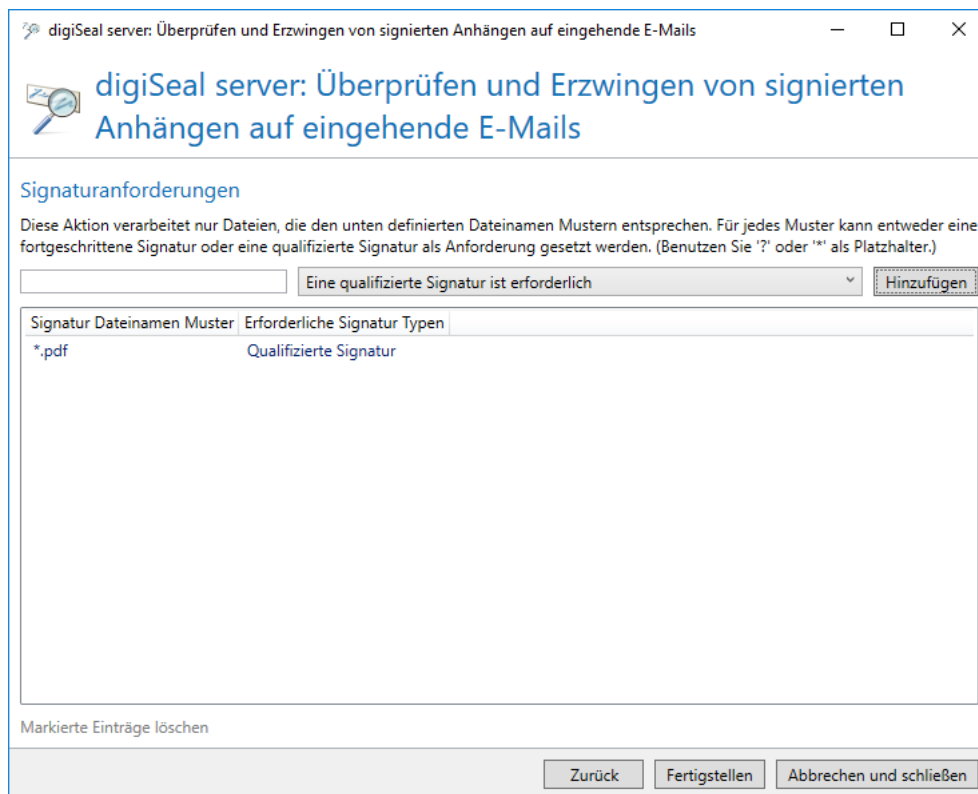 digiSeal server: Überprüfen und Erzwingen von signierten Anhängen auf eingehende E-Mails
digiSeal server: Überprüfen und Erzwingen von signierten
Anhängen auf eingehende E-Mails
Signaturanforderungen
Diese Aktion verarbeitet nur Dateien, die den unten definierten Dateinamen Mustern entsprechen. Für jedes Muster kann entweder eine
fortgeschrittene Signatur oder eine qualifizierte Signatur als Anforderung gesetzt werden. (Benutzen Sie '?' oder '*' als Platzhalter.)
Eine qualifizierte Signatur ist erforderlich Hinzufügen
Signatur Dateinamen Muster Erforderliche Signatur Typen
*.pdf Qualifizierte Signatur
Markierte Einträge löschen
Zurück Fertigstellen Abbrechen und schließen